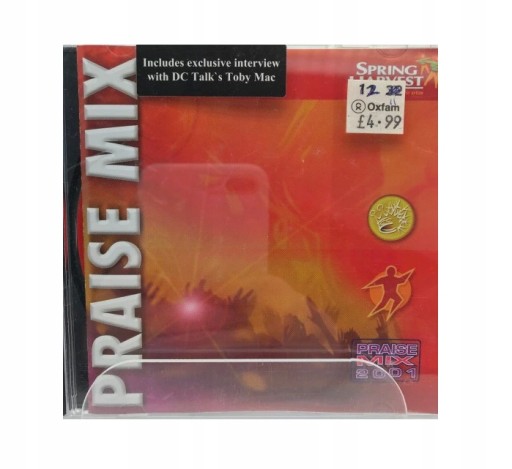 PRAISE MIX
Includes exclusive interview
with DC Talk`s Toby Mac
SPRING
HARVEST
12 22
® Oxfam
£4.99
PRAISE
MIX
2001